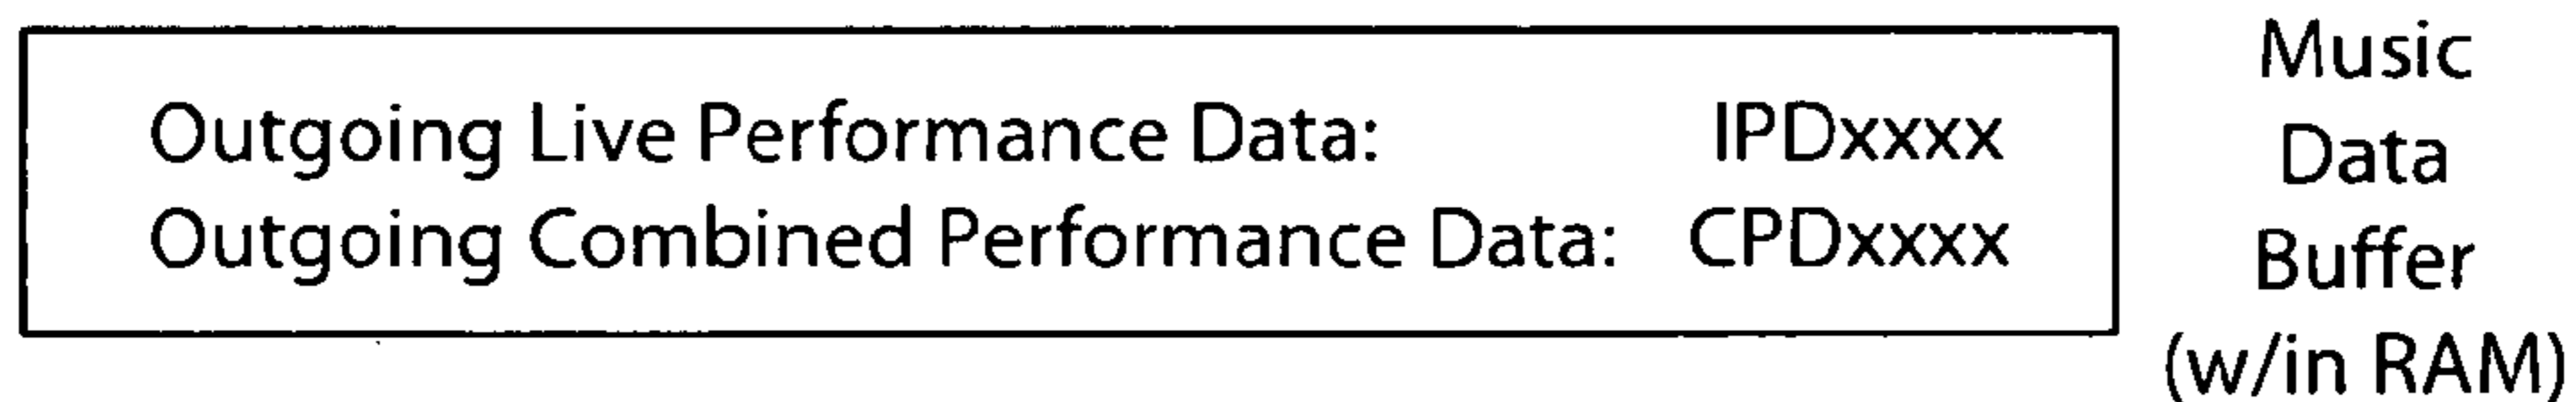 Outgoing Live Performance Data: IPDxxxx
Outgoing Combined Performance Data: CPDxxxx
Music
Data
Buffer
(w/in RAM)